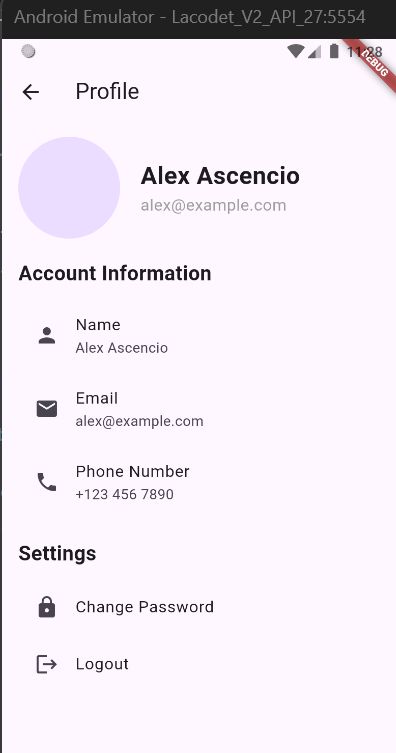 Android Emulator - Lacodet_V2_API_27:5554
11:28
DEBUG
Profile
Alex Ascencio
alex@example.com
Account Information
Name
Alex Ascencio
Email
alex@example.com
Phone Number
+123 456 7890
Settings
Change Password
Logout